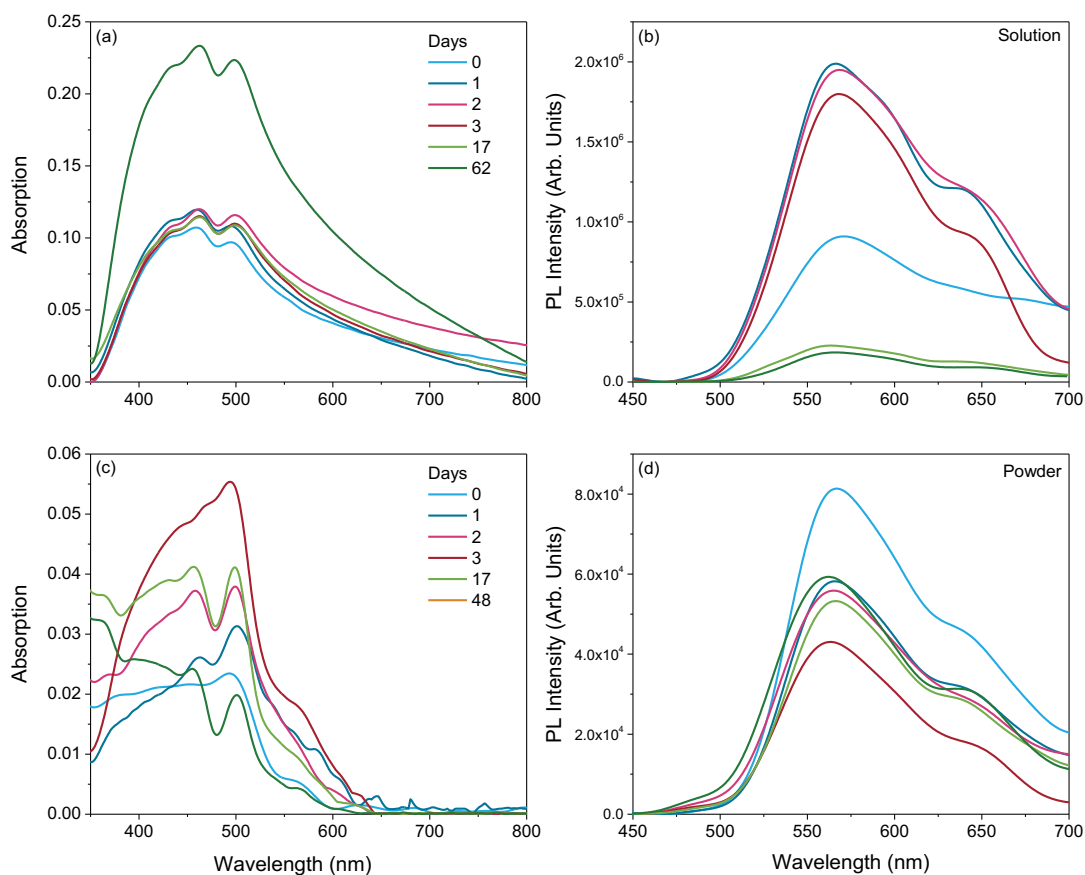 (a)
Days
0
1
2
3
17
62
0.25
0.20
0.15
0.10
0.05
0.00
Absorption
400 500 600 700 800
(b)
Solution
2.0x10⁶
1.5x10⁶
1.0x10⁶
5.0x10⁵
0.0
PL Intensity (Arb. Units)
450 500 550 600 650 700
(c)
Days
0
1
2
3
17
48
0.06
0.05
0.04
0.03
0.02
0.01
0.00
Absorption
400 500 600 700 800
Wavelength (nm)
(d)
Powder
8.0x10⁴
6.0x10⁴
4.0x10⁴
2.0x10⁴
0.0
PL Intensity (Arb. Units)
450 500 550 600 650 700
Wavelength (nm)